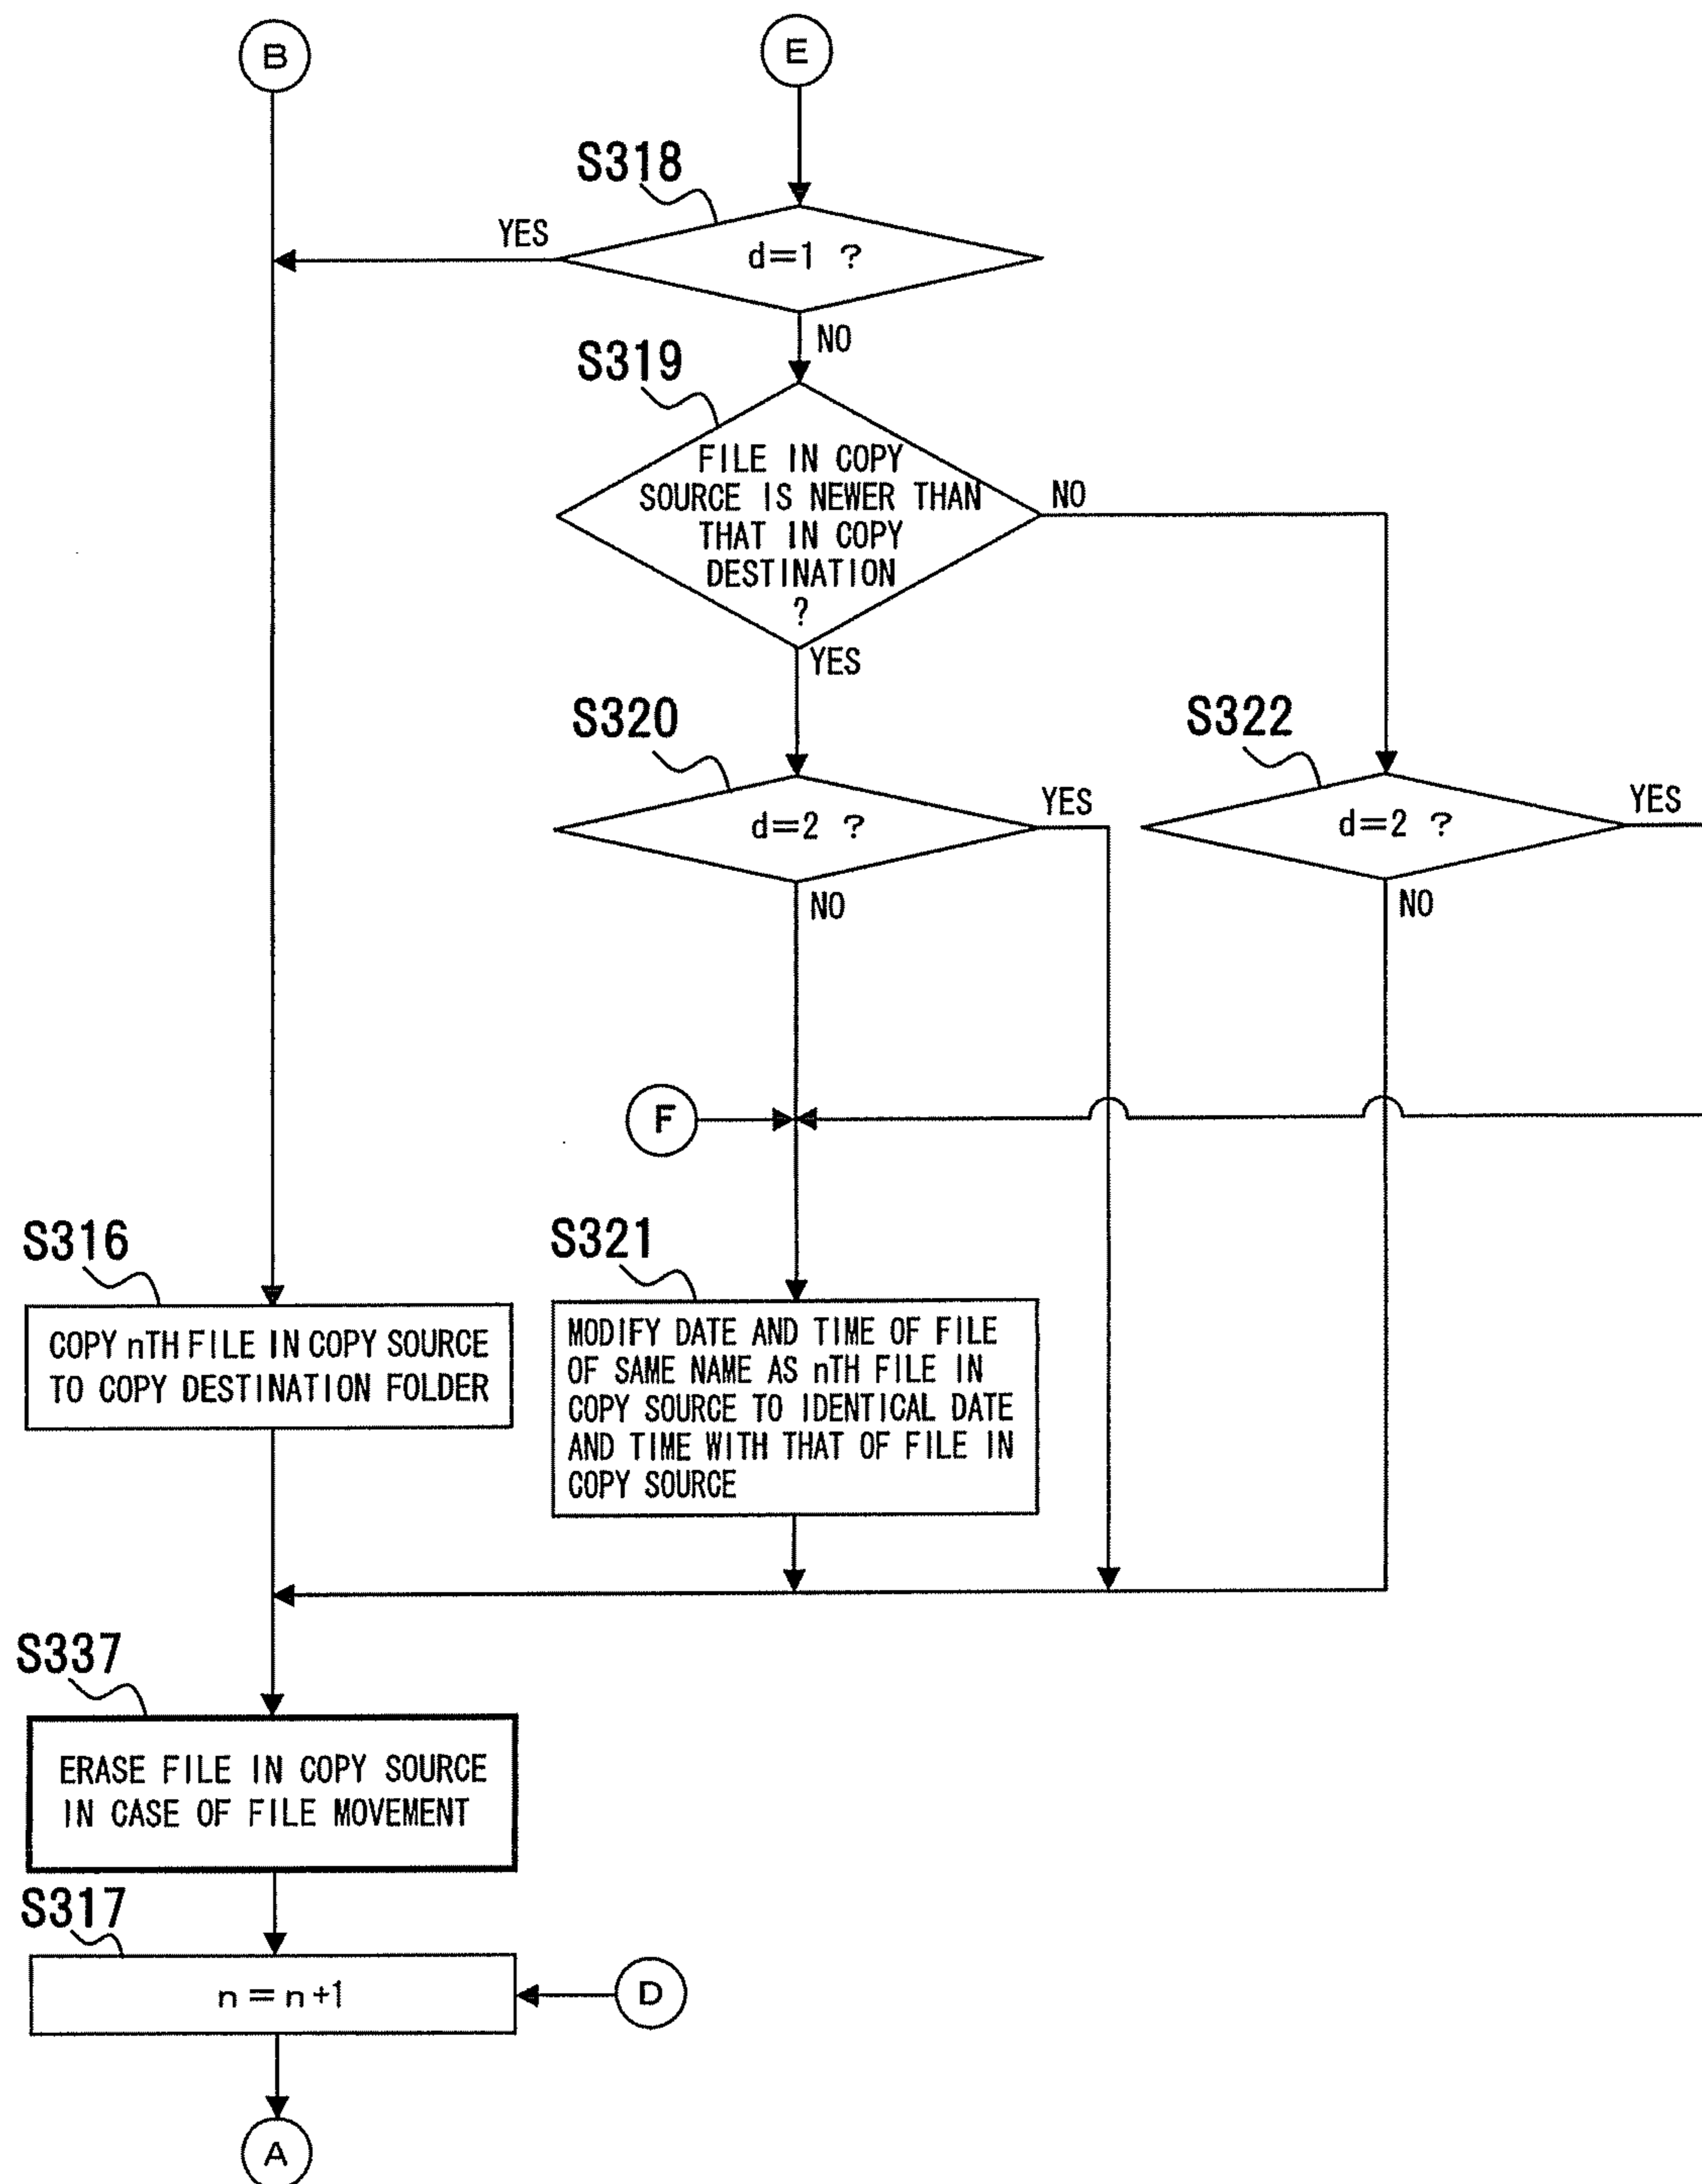 B
E
S318
YES
d=1 ?
NO
S319
FILE IN COPY
SOURCE IS NEWER THAN
THAT IN COPY
DESTINATION
?
NO
YES
S320
S322
d=2 ?
YES
d=2 ?
YES
NO
NO
F
S316
S321
COPY nTH FILE IN COPY SOURCE
TO COPY DESTINATION FOLDER
MODIFY DATE AND TIME OF FILE
OF SAME NAME AS nTH FILE IN
COPY SOURCE TO IDENTICAL DATE
AND TIME WITH THAT OF FILE IN
COPY SOURCE
S337
ERASE FILE IN COPY SOURCE
IN CASE OF FILE MOVEMENT
S317
n=n+1
D
A